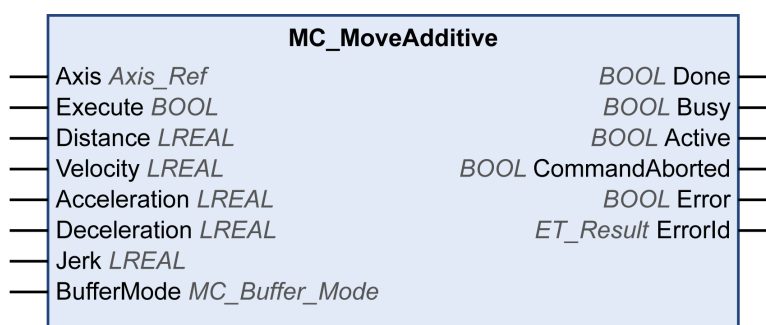 MC_MoveAdditive
Axis Axis_Ref BOOL Done
Execute BOOL BOOL Busy
Distance LREAL BOOL Active
Velocity LREAL BOOL CommandAborted
Acceleration LREAL BOOL Error
Deceleration LREAL ET_Result ErrorId
Jerk LREAL
BufferMode MC_Buffer_Mode